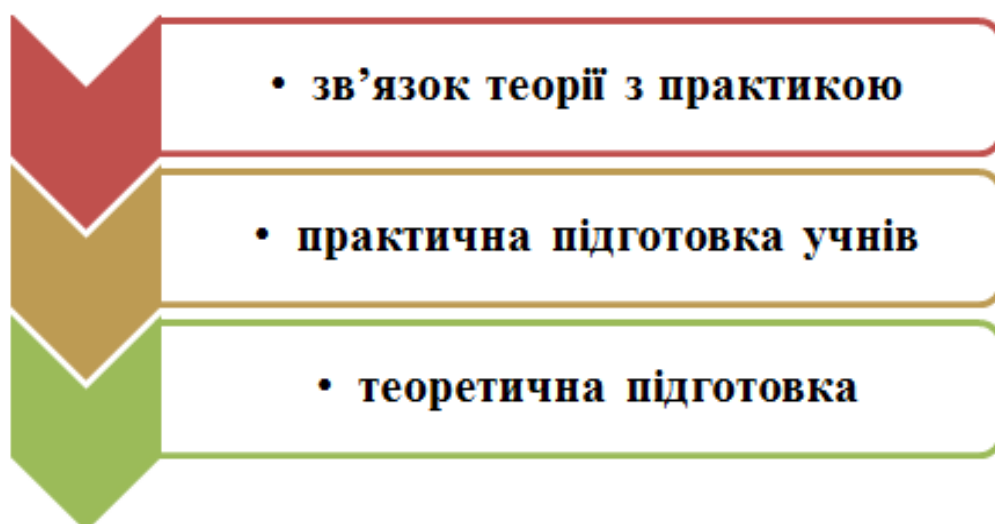 • зв’язок теорії з практикою
• практична підготовка учнів
• теоретична підготовка